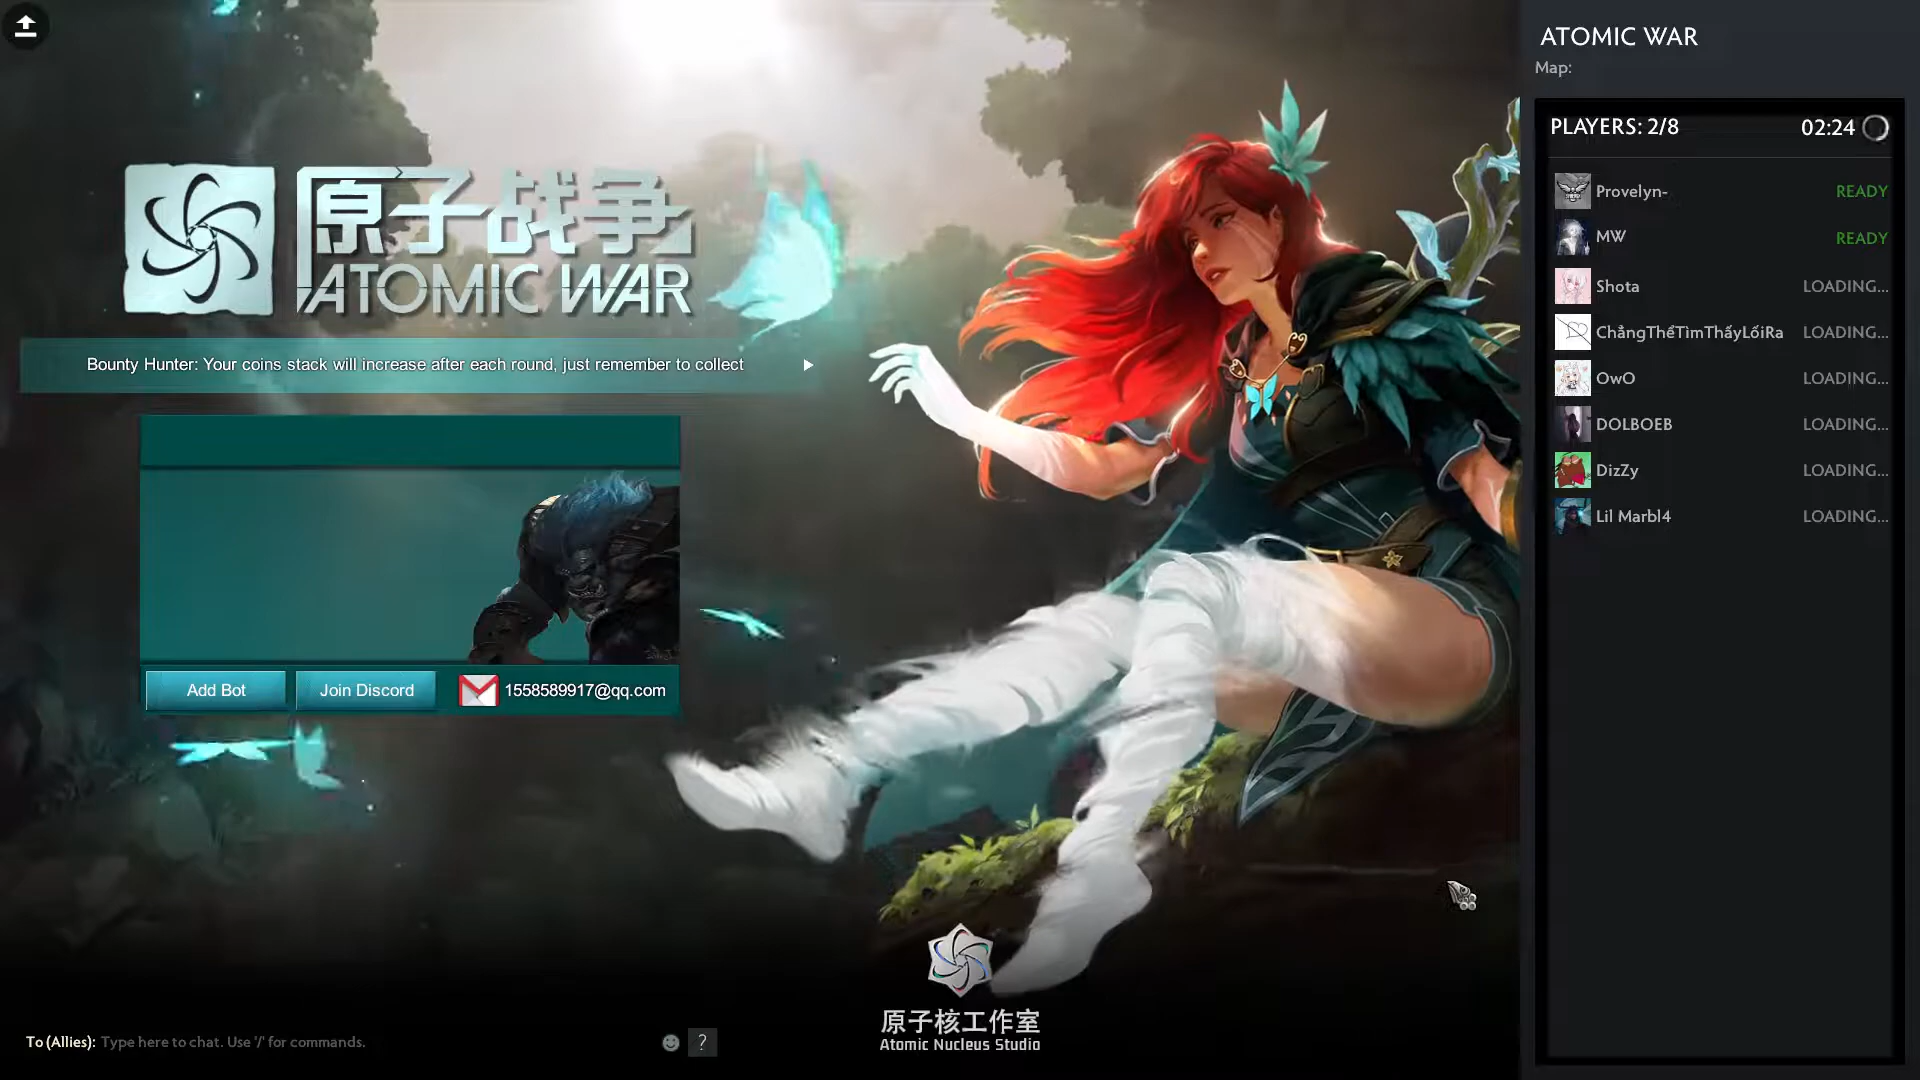 原子战争
ATOMIC WAR
Bounty Hunter: Your coins stack will increase after each round, just remember to collect
Add Bot
Join Discord
1558589917@qq.com
To (Allies): Type here to chat. Use '/' for commands.
?
原子核工作室
Atomic Nucleus Studio
ATOMIC WAR
Map:
PLAYERS: 2/8 02:24
Provelyn- READY
MW READY
Shota LOADING...
ChẳngThểTìmThấyLốiRa LOADING...
OwO LOADING...
DOLBOEB LOADING...
DizZy LOADING...
Lil Marbl4 LOADING...